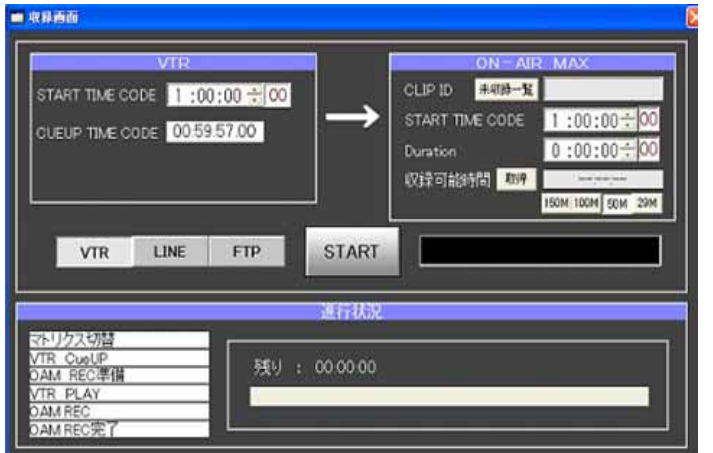 収録画面
VTR
START TIME CODE 1:00:00 00
CUEUP TIME CODE 00:59:57.00
ON-AIR MAX
CLIP ID 未収録一覧
START TIME CODE 1:00:00 00
Duration 0:00:00 00
収録可能時間 取得 --:--:--
150M 100M 50M 29M
VTR LINE FTP START
進行状況
マトリクス切替
VTR CueUP
OAM REC準備
VTR PLAY
OAM REC
OAM REC完了
残り : 00:00:00